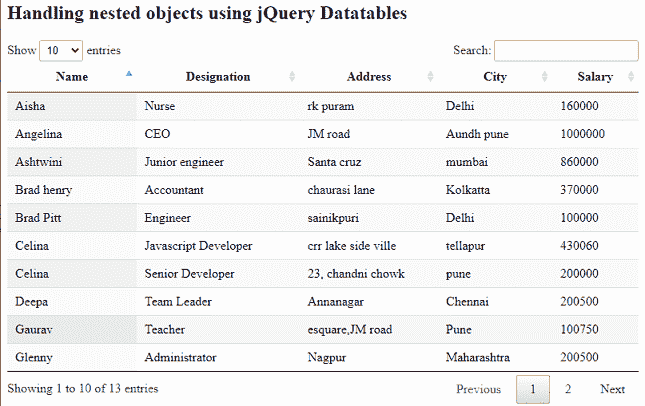 Handling nested objects using jQuery Datatables
Show 10 entries Search:
Name Designation Address City Salary
Aisha Nurse rk puram Delhi 160000
Angelina CEO JM road Aundh pune 1000000
Ashtwini Junior engineer Santa cruz mumbai 860000
Brad henry Accountant chaurasi lane Kolkatta 370000
Brad Pitt Engineer sainikpuri Delhi 100000
Celina Javascript Developer crr lake side ville tellapur 430060
Celina Senior Developer 23, chandni chowk pune 200000
Deepa Team Leader Annanagar Chennai 200500
Gaurav Teacher esquare,JM road Pune 100750
Glenny Administrator Nagpur Maharashtra 200500
Showing 1 to 10 of 13 entries Previous 1 2 Next